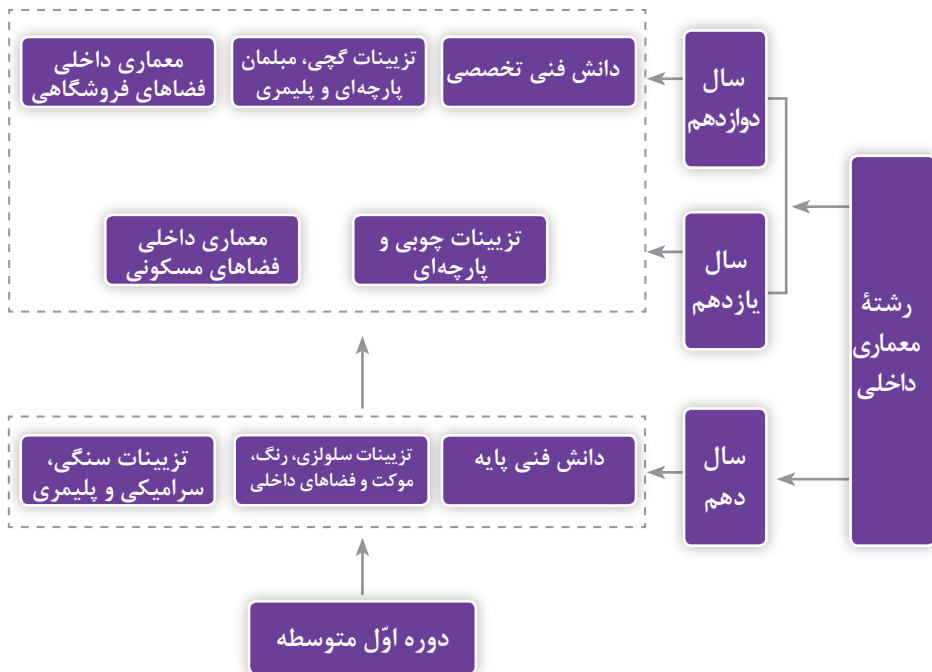 سال
دوازدهم
دانش فنی تخصصی
تزیینات گچی، مبلمان
پارچه‌ای و پلیمری
معماری داخلی
فضاهای فروشگاهی
سال
یازدهم
تزیینات چوبی و
پارچه‌ای
معماری داخلی
فضاهای مسکونی
رشتهٔ
معماری
داخلی
سال
دهم
دانش فنی پایه
تزیینات سلولزی، رنگ،
موکت و فضاهای داخلی
تزیینات سنگی،
سرامیکی و پلیمری
دوره اوّل متوسطه